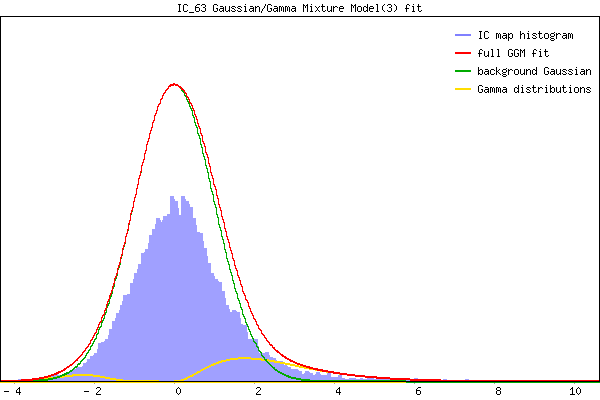 IC_63 Gaussian/Gamma Mixture Model(3) fit
IC map histogram
full GGM fit
background Gaussian
Gamma distributions
-4 -2 0 2 4 6 8 10